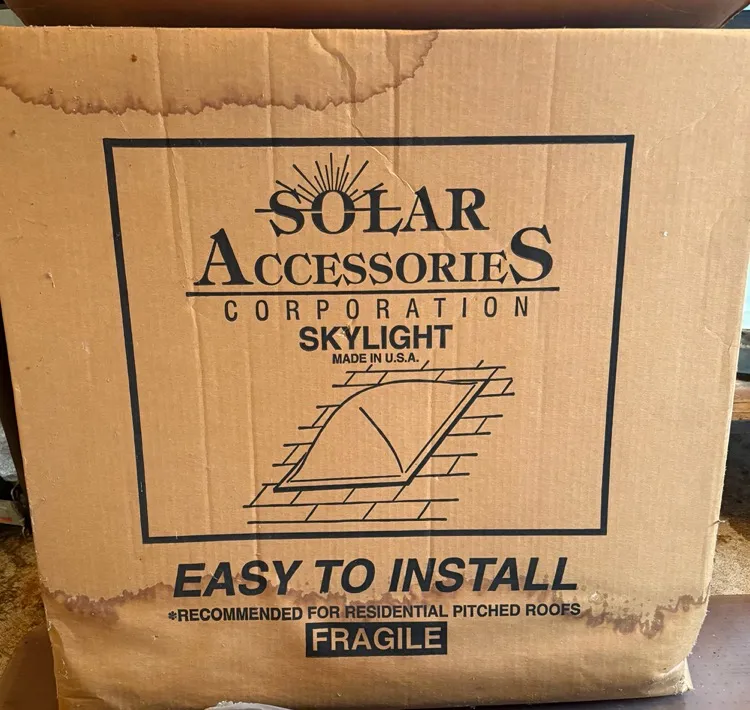 SOLAR
ACCESSORIES
CORPORATION
SKYLIGHT
MADE IN U.S.A.
EASY TO INSTALL
*RECOMMENDED FOR RESIDENTIAL PITCHED ROOFS
FRAGILE